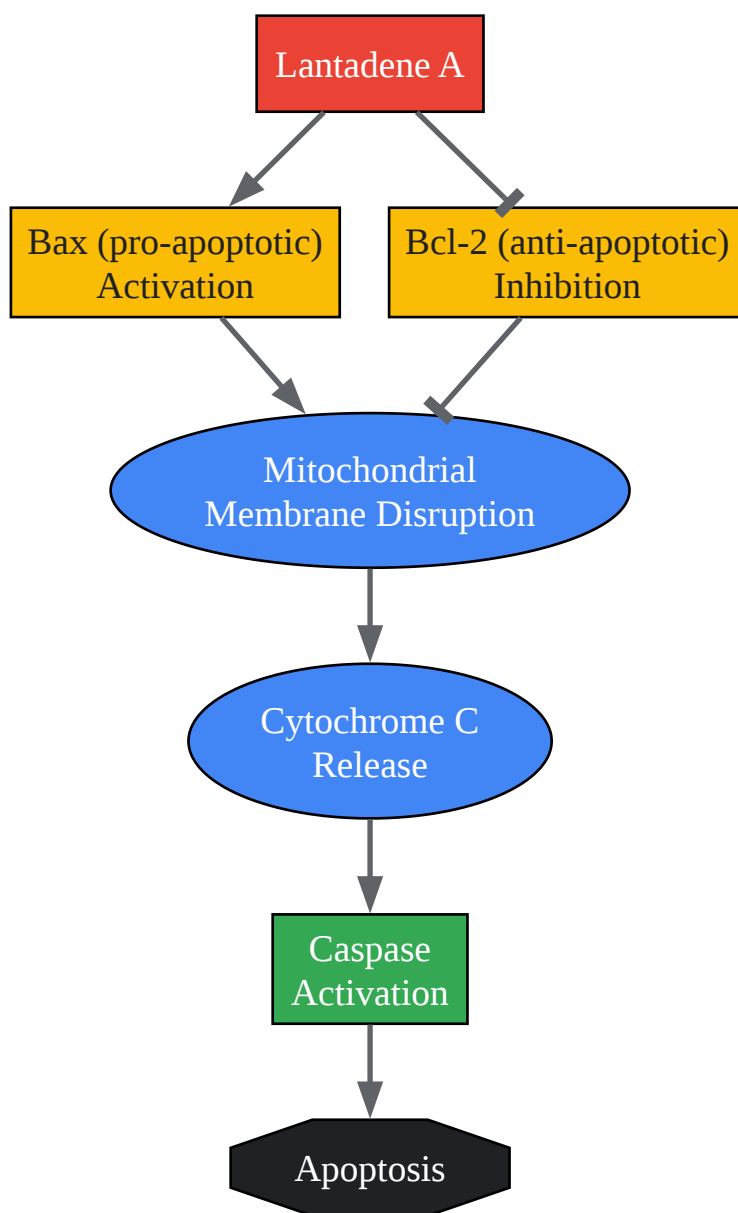 Lantadene A
Bax (pro-apoptotic)
Activation
Bcl-2 (anti-apoptotic)
Inhibition
Mitochondrial
Membrane Disruption
Cytochrome C
Release
Caspase
Activation
Apoptosis